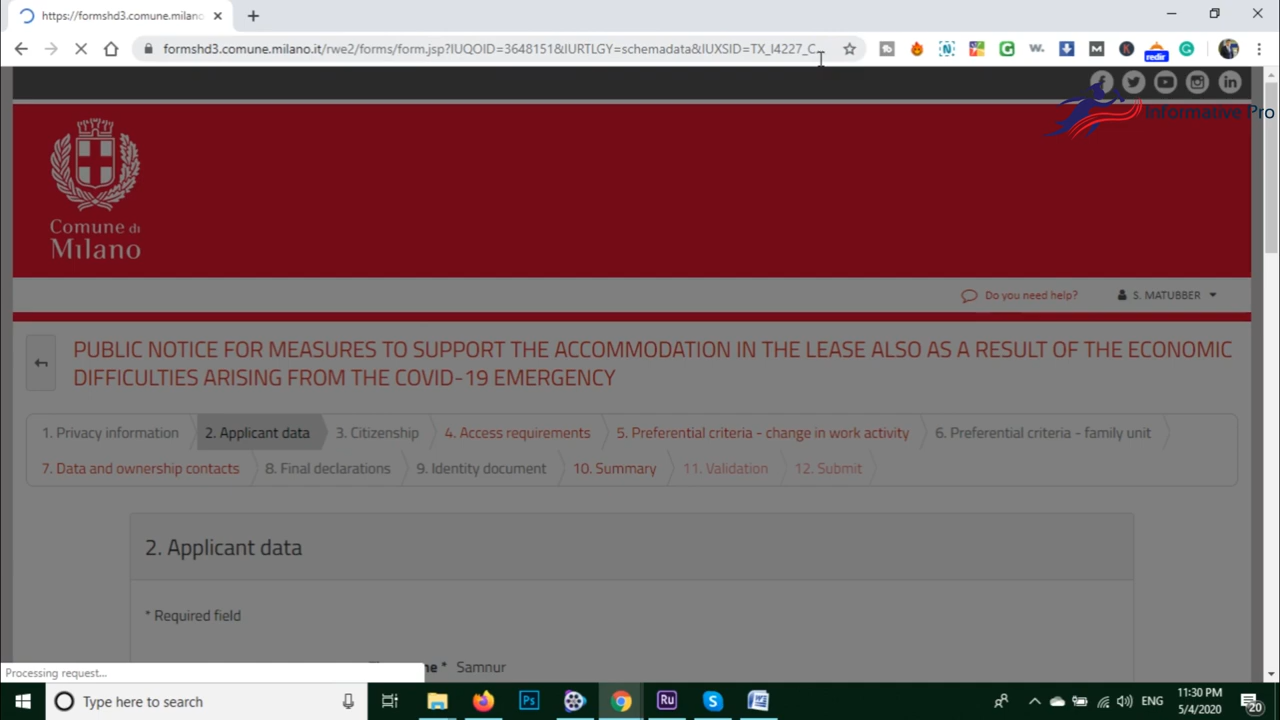 https://formshd3.comune.milano
formshd3.comune.milano.it/rwe2/forms/form.jsp?IUQOID=3648151&IURTLGY=schemadata&IUXSID=TX_I4227_C...
redir
Informative Pro
Comune di
Milano
Do you need help?
S. MATUBBER
PUBLIC NOTICE FOR MEASURES TO SUPPORT THE ACCOMMODATION IN THE LEASE ALSO AS A RESULT OF THE ECONOMIC
DIFFICULTIES ARISING FROM THE COVID-19 EMERGENCY
1. Privacy information 2. Applicant data 3. Citizenship 4. Access requirements 5. Preferential criteria - change in work activity 6. Preferential criteria - family unit
7. Data and ownership contacts 8. Final declarations 9. Identity document 10. Summary 11. Validation 12. Submit
2. Applicant data
* Required field
* Samnur
Processing request...
Type here to search
Ps
Ru
ENG
11:30 PM
5/4/2020
20